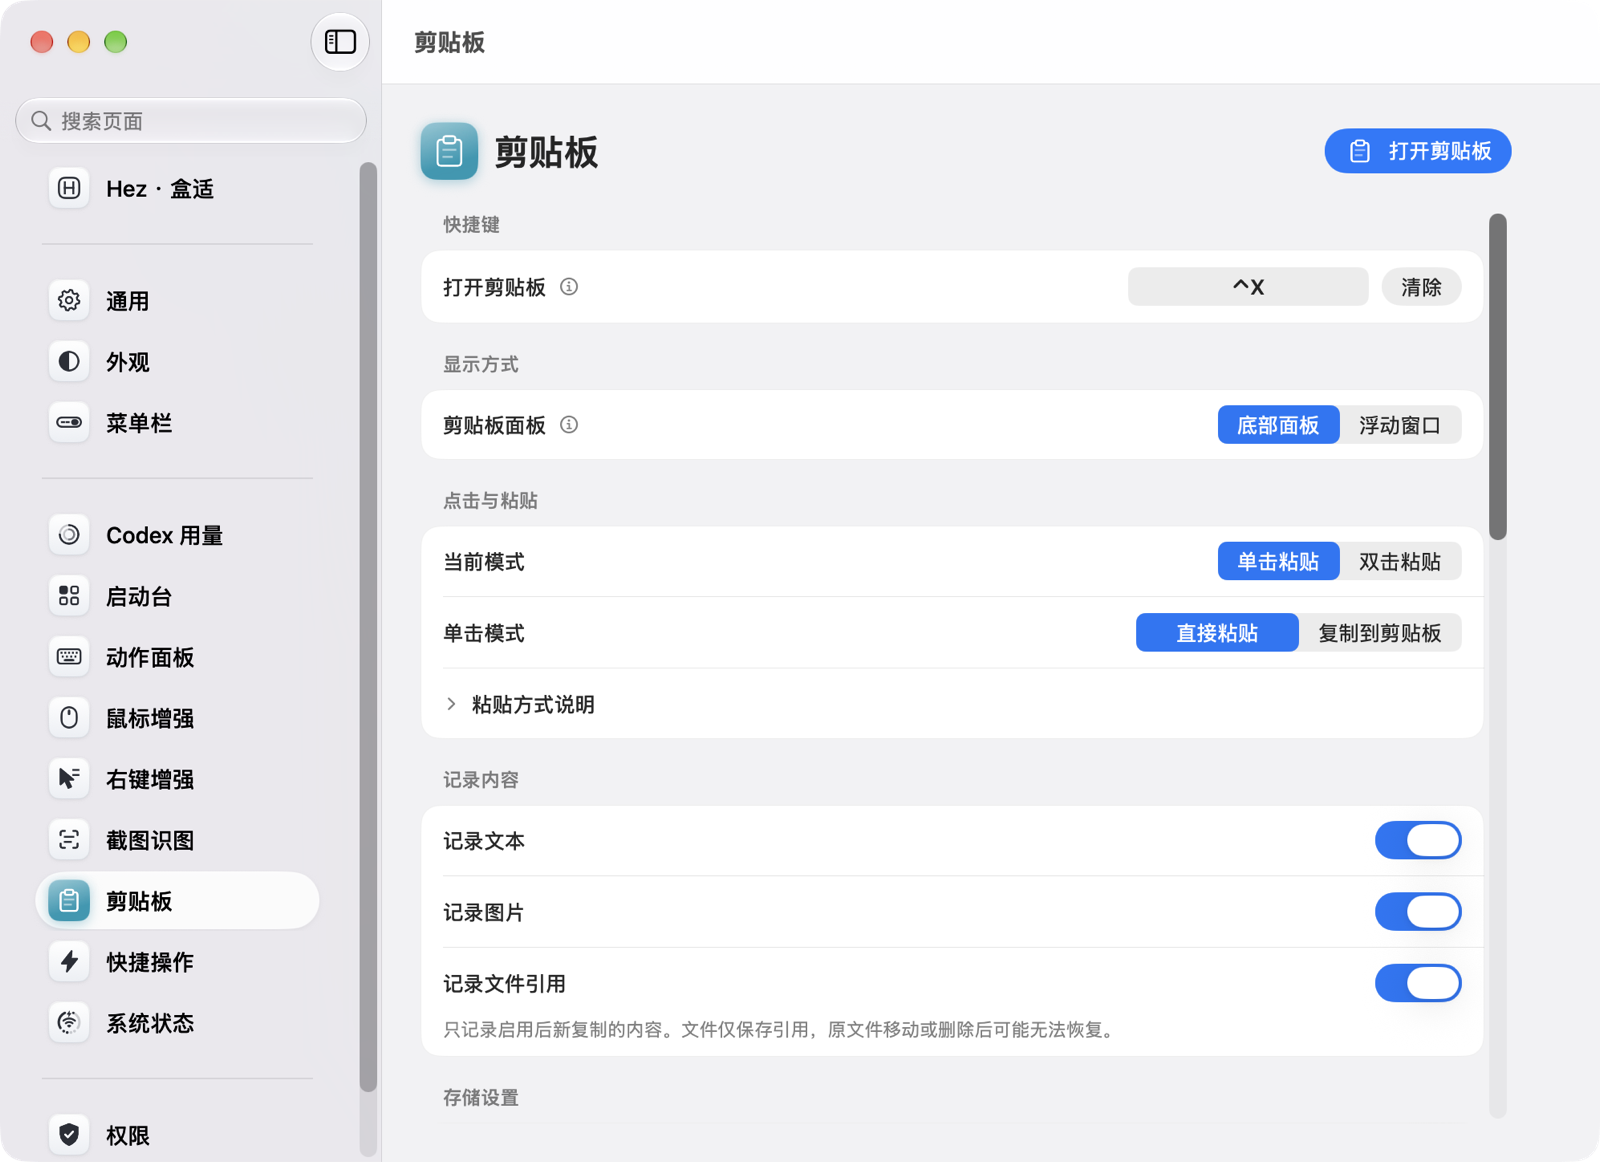 剪贴板
搜索页面
Hez · 盒适
通用
外观
菜单栏
Codex 用量
启动台
动作面板
鼠标增强
右键增强
截图识图
剪贴板
快捷操作
系统状态
权限
剪贴板
打开剪贴板
快捷键
打开剪贴板
^X
清除
显示方式
剪贴板面板
底部面板 浮动窗口
点击与粘贴
当前模式
单击粘贴 双击粘贴
单击模式
直接粘贴 复制到剪贴板
粘贴方式说明
记录内容
记录文本
记录图片
记录文件引用
只记录启用后新复制的内容。文件仅保存引用，原文件移动或删除后可能无法恢复。
存储设置